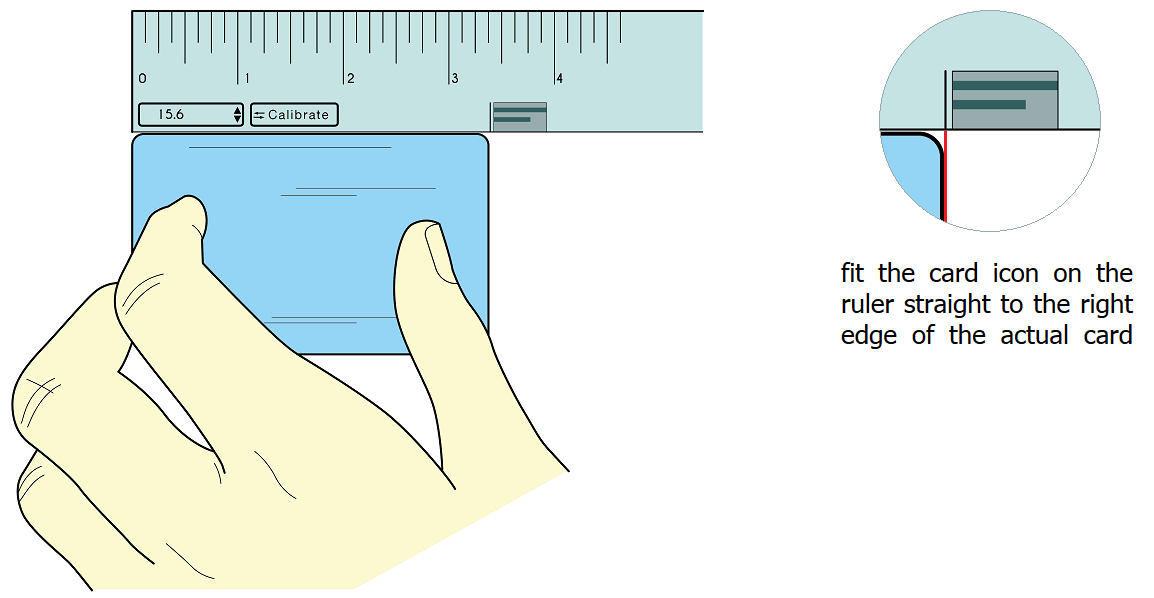 0 1 2 3 4
15.6 Calibrate
fit the card icon on the
ruler straight to the right
edge of the actual card